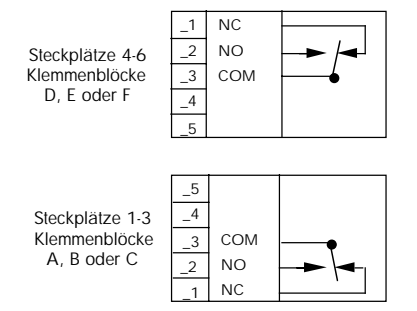 Steckplätze 4-6
Klemmenblöcke
D, E oder F
_1 NC
_2 NO
_3 COM
_4
_5
Steckplätze 1-3
Klemmenblöcke
A, B oder C
_5
_4
_3 COM
_2 NO
_1 NC